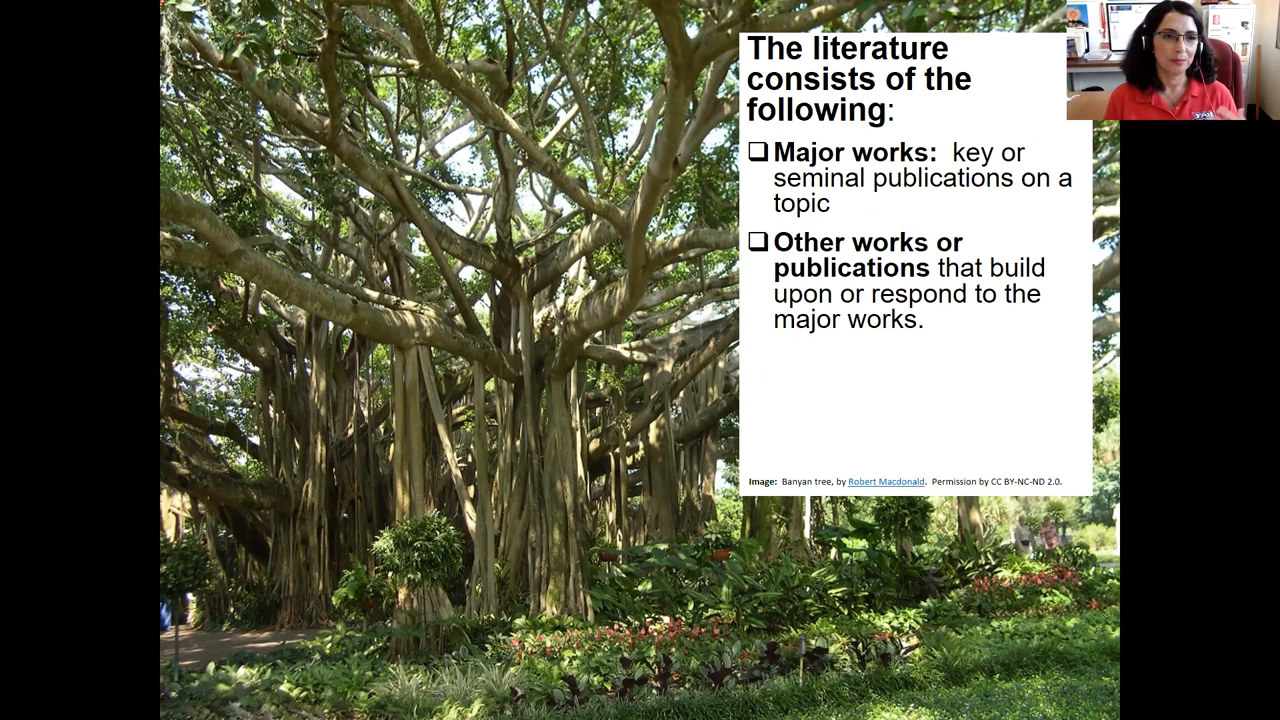 The literature
consists of the
following:
❑ Major works: key or
seminal publications on a
topic
❑ Other works or
publications that build
upon or respond to the
major works.
Image: Banyan tree, by Robert Macdonald. Permission by CC BY-NC-ND 2.0.
FAU